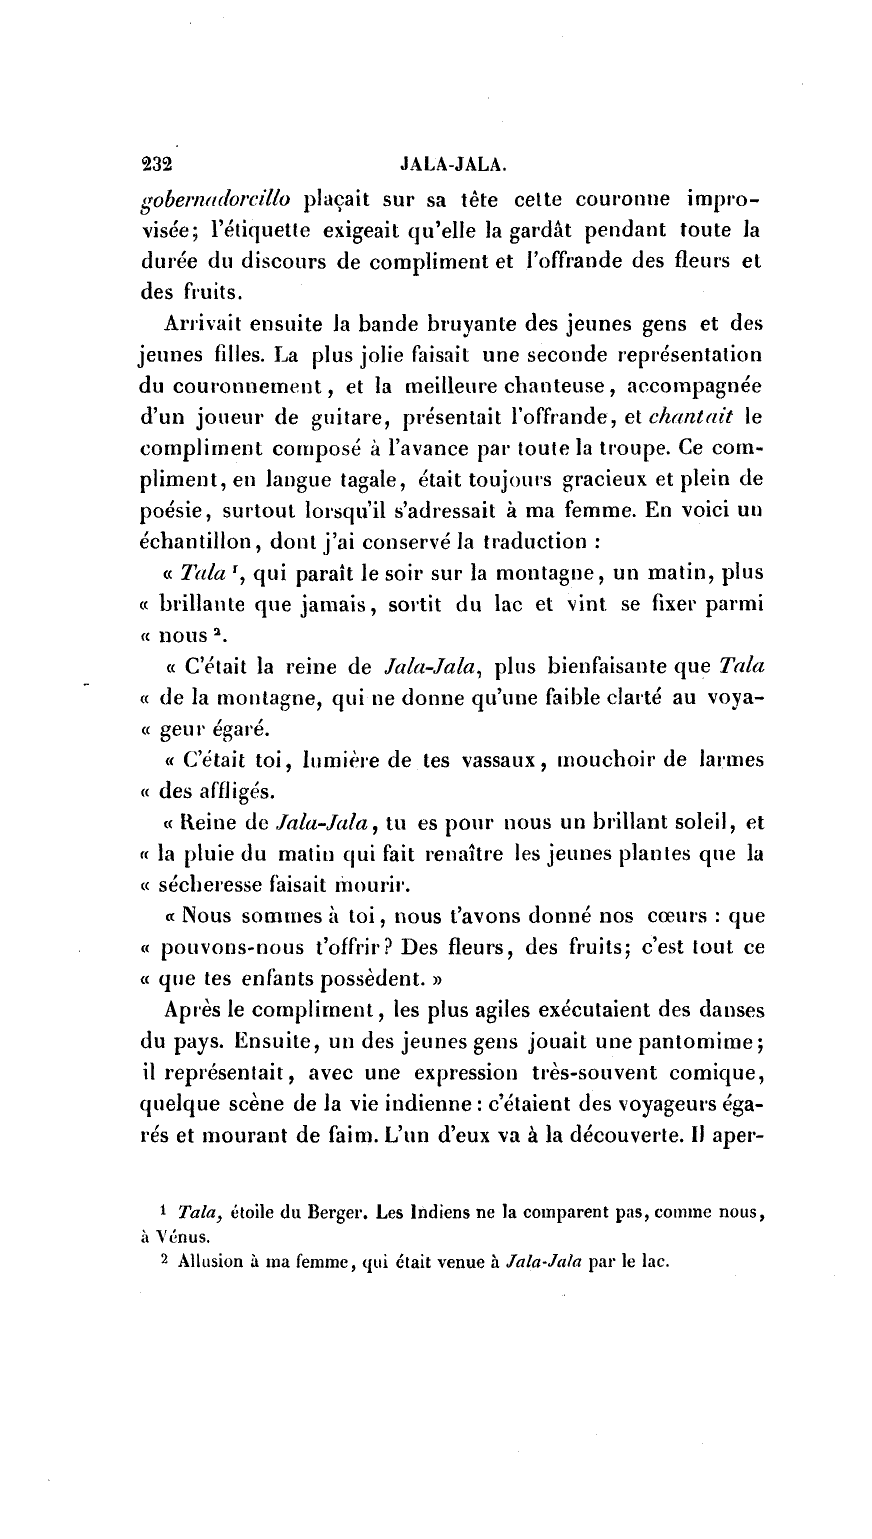 232 JALA-JALA.
gobernadorcillo plaçait sur sa tête cette couronne impro-
visée; l'étiquette exigeait qu'elle la gardât pendant toute la
durée du discours de compliment et l'offrande des fleurs et
des fruits.
Arrivait ensuite la bande bruyante des jeunes gens et des
jeunes filles. La plus jolie faisait une seconde représentation
du couronnement, et la meilleure chanteuse, accompagnée
d'un joueur de guitare, présentait l'offrande, et chantait le
compliment composé à l'avance par toute la troupe. Ce com-
pliment, en langue tagale, était toujours gracieux et plein de
poésie, surtout lorsqu'il s'adressait à ma femme. En voici un
échantillon, dont j'ai conservé la traduction :
« Tala ¹, qui paraît le soir sur la montagne, un matin, plus
« brillante que jamais, sortit du lac et vint se fixer parmi
« nous ².
« C'était la reine de Jala-Jala, plus bienfaisante que Tala
« de la montagne, qui ne donne qu'une faible clarté au voya-
« geur égaré.
« C'était toi, lumière de tes vassaux, mouchoir de larmes
« des affligés.
« Reine de Jala-Jala, tu es pour nous un brillant soleil, et
« la pluie du matin qui fait renaître les jeunes plantes que la
« sécheresse faisait mourir.
« Nous sommes à toi, nous t'avons donné nos cœurs : que
« pouvons-nous t'offrir? Des fleurs, des fruits; c'est tout ce
« que tes enfants possèdent. »
Après le compliment, les plus agiles exécutaient des danses
du pays. Ensuite, un des jeunes gens jouait une pantomime;
il représentait, avec une expression très-souvent comique,
quelque scène de la vie indienne : c'étaient des voyageurs éga-
rés et mourant de faim. L'un d'eux va à la découverte. Il aper-
1 Tala, étoile du Berger. Les Indiens ne la comparent pas, comme nous,
à Vénus.
2 Allusion à ma femme, qui était venue à Jala-Jala par le lac.